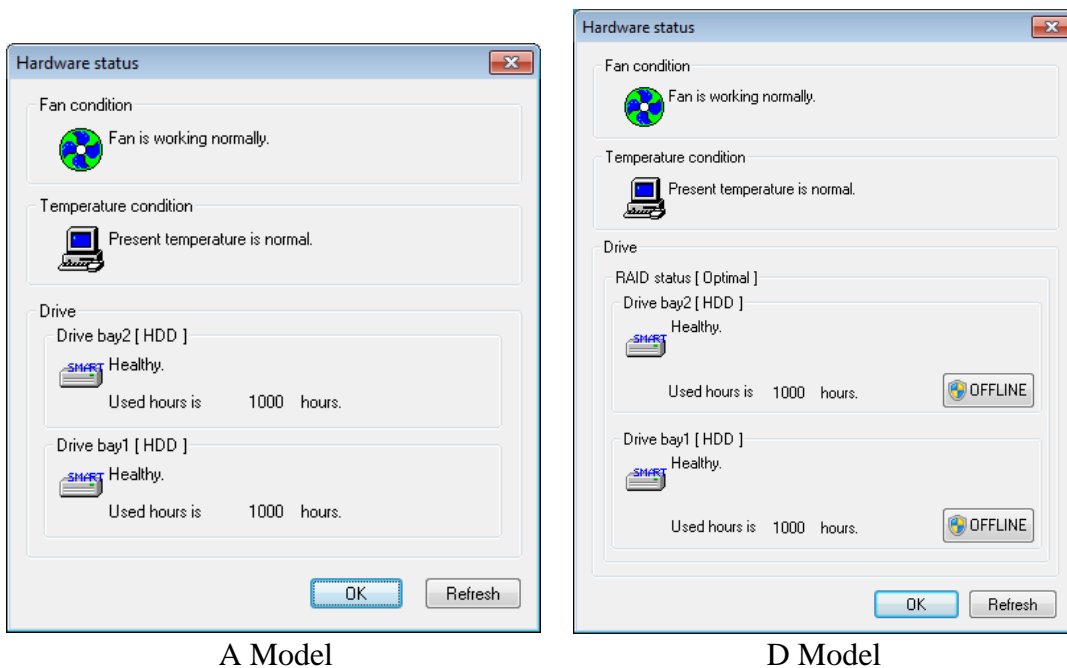 Hardware status
Fan condition
Fan is working normally.
Temperature condition
Present temperature is normal.
Drive
Drive bay2 [ HDD ]
SMART Healthy.
Used hours is 1000 hours.
Drive bay1 [ HDD ]
SMART Healthy.
Used hours is 1000 hours.
OK Refresh
A Model
Hardware status
Fan condition
Fan is working normally.
Temperature condition
Present temperature is normal.
Drive
RAID status [ Optimal ]
Drive bay2 [ HDD ]
SMART Healthy.
Used hours is 1000 hours. OFFLINE
Drive bay1 [ HDD ]
SMART Healthy.
Used hours is 1000 hours. OFFLINE
OK Refresh
D Model